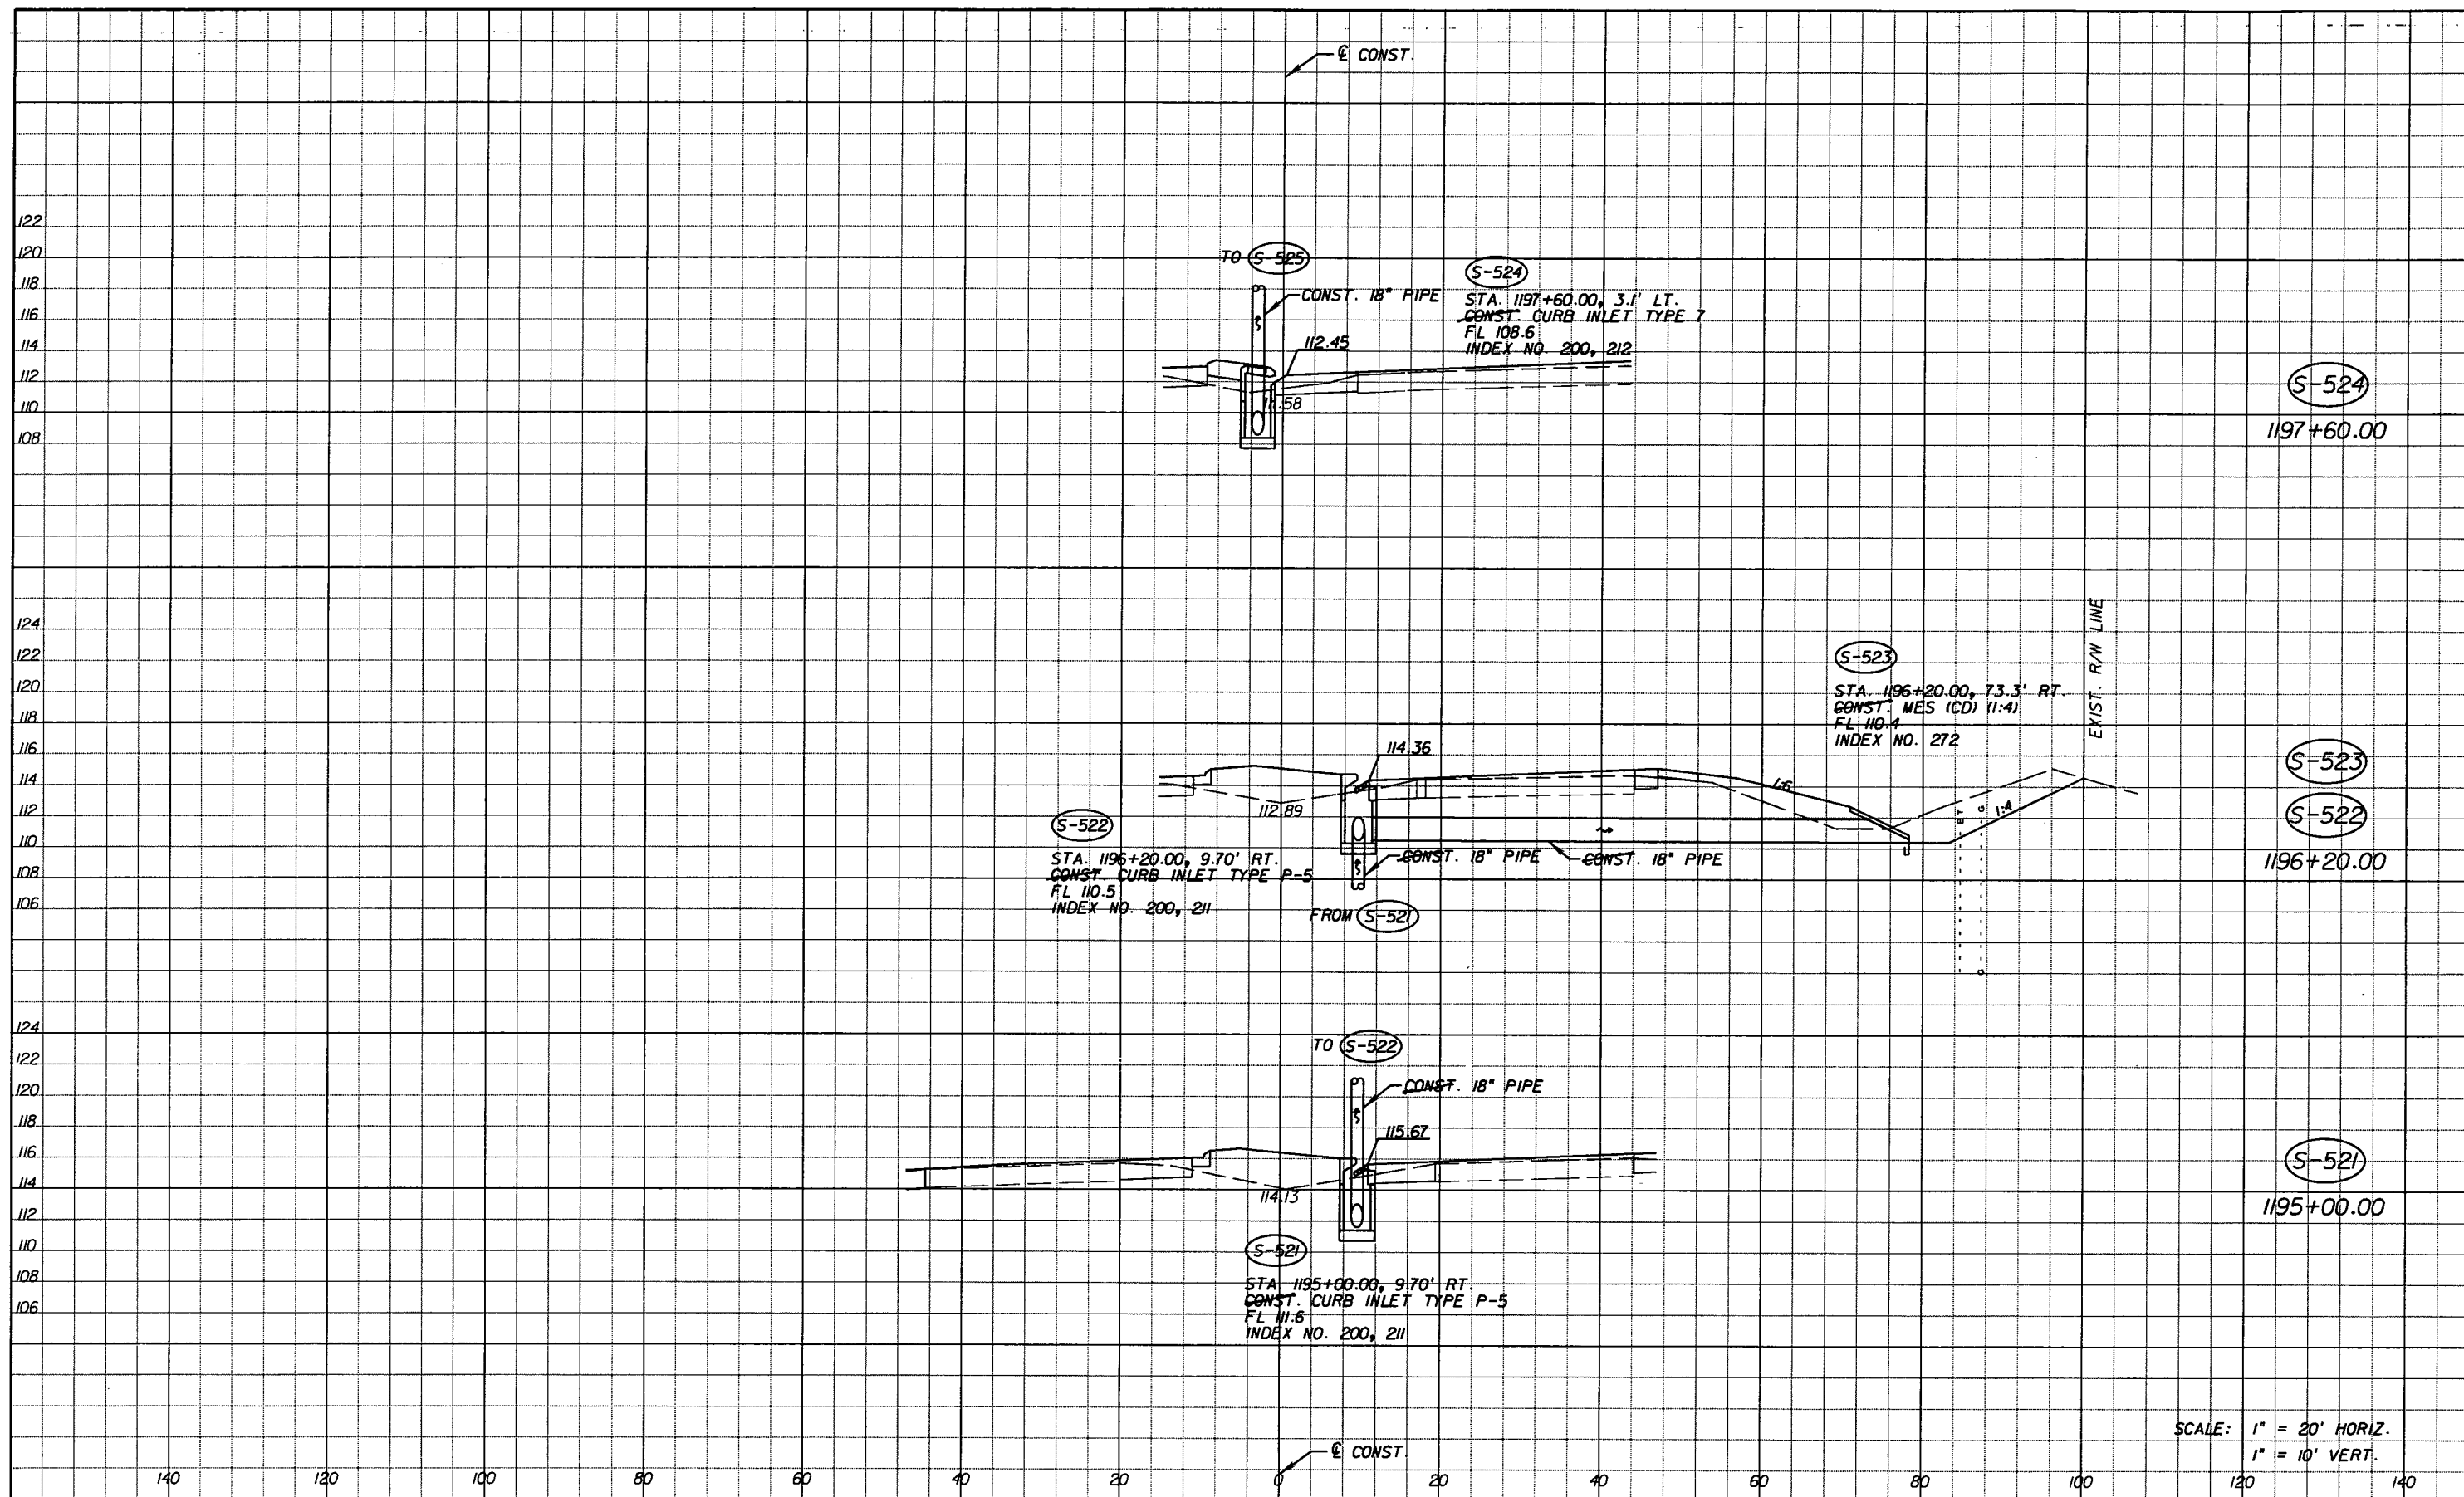 ℄ CONST.
122
120
118
116
114
112
110
108
TO S-525
CONST. 18" PIPE
112.45
111.58
S-524
STA. 1197+60.00, 3.1' LT.
CONST. CURB INLET TYPE 7
FL 108.6
INDEX NO. 200, 212
S-524
1197+60.00
124
122
120
118
116
114
112
110
108
106
EXIST. R/W LINE
S-523
STA. 1196+20.00, 73.3' RT.
CONST. MES (CD) (1:4)
FL 110.4
INDEX NO. 272
114.36
112.89
1:6
1:4
BT
G
G
S-522
STA. 1196+20.00, 9.70' RT.
CONST. CURB INLET TYPE P-5
FL 110.5
INDEX NO. 200, 211
CONST. 18" PIPE
CONST. 18" PIPE
FROM S-521
S-523
S-522
1196+20.00
124
122
120
118
116
114
112
110
108
106
TO S-522
CONST. 18" PIPE
115.67
114.13
S-521
STA. 1195+00.00, 9.70' RT.
CONST. CURB INLET TYPE P-5
FL 111.6
INDEX NO. 200, 211
S-521
1195+00.00
SCALE: 1" = 20' HORIZ.
1" = 10' VERT.
℄ CONST.
140 120 100 80 60 40 20 0 20 40 60 80 100 120 140